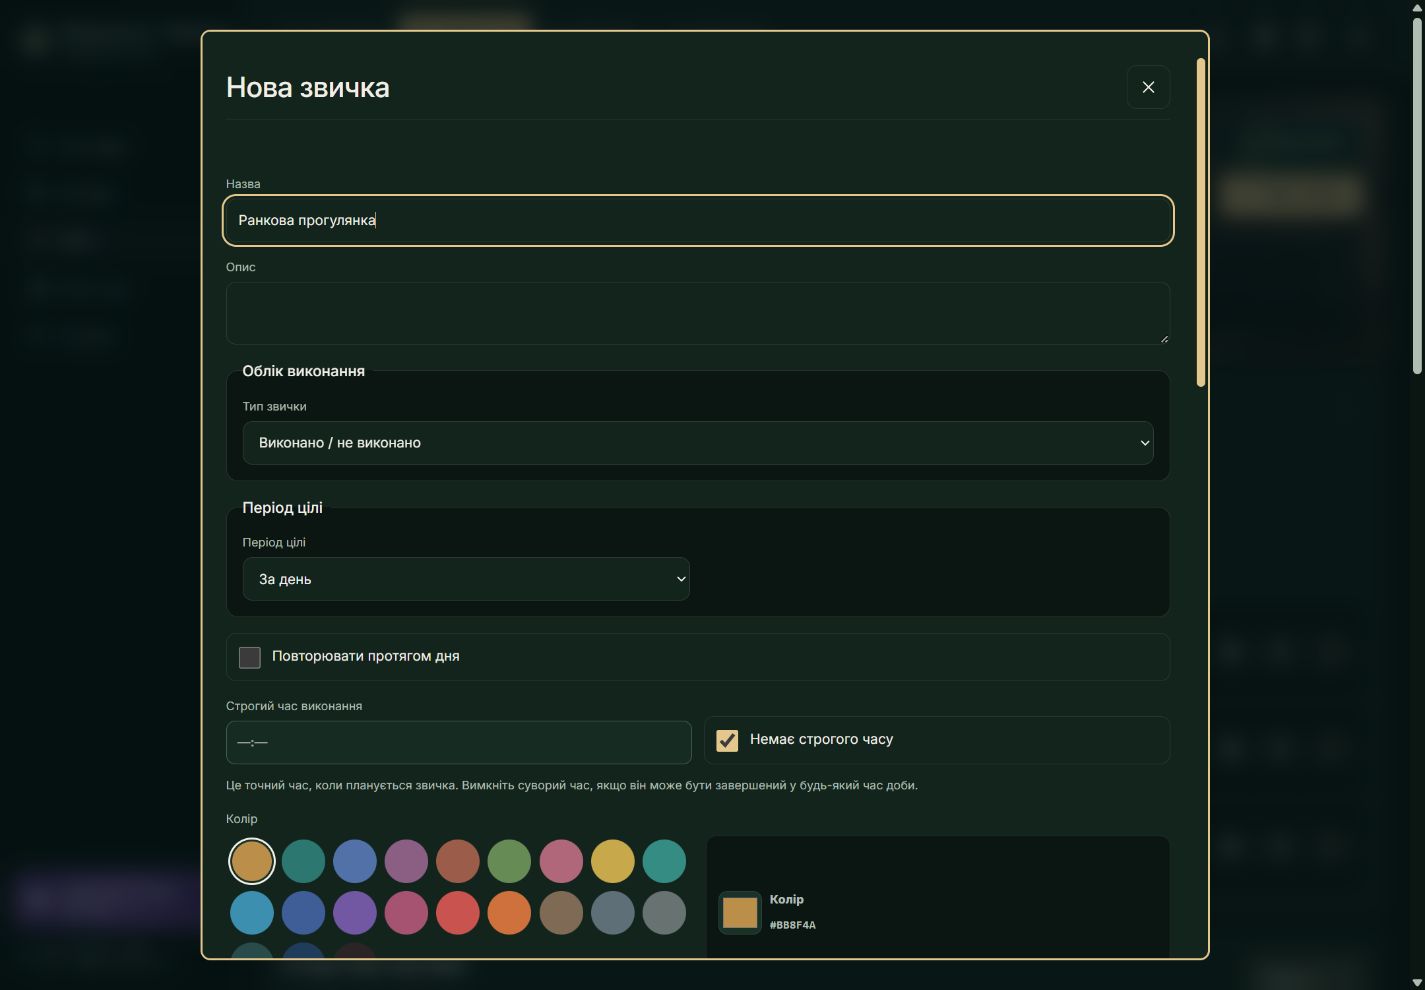 Нова звичка
Назва
Ранкова прогулянка
Опис
Облік виконання
Тип звички
Виконано / не виконано
Період цілі
Період цілі
За день
Повторювати протягом дня
Строгий час виконання
—:—
Немає строгого часу
Це точний час, коли планується звичка. Вимкніть суворий час, якщо він може бути завершений у будь-який час доби.
Колір
Колір
#BB8F4A